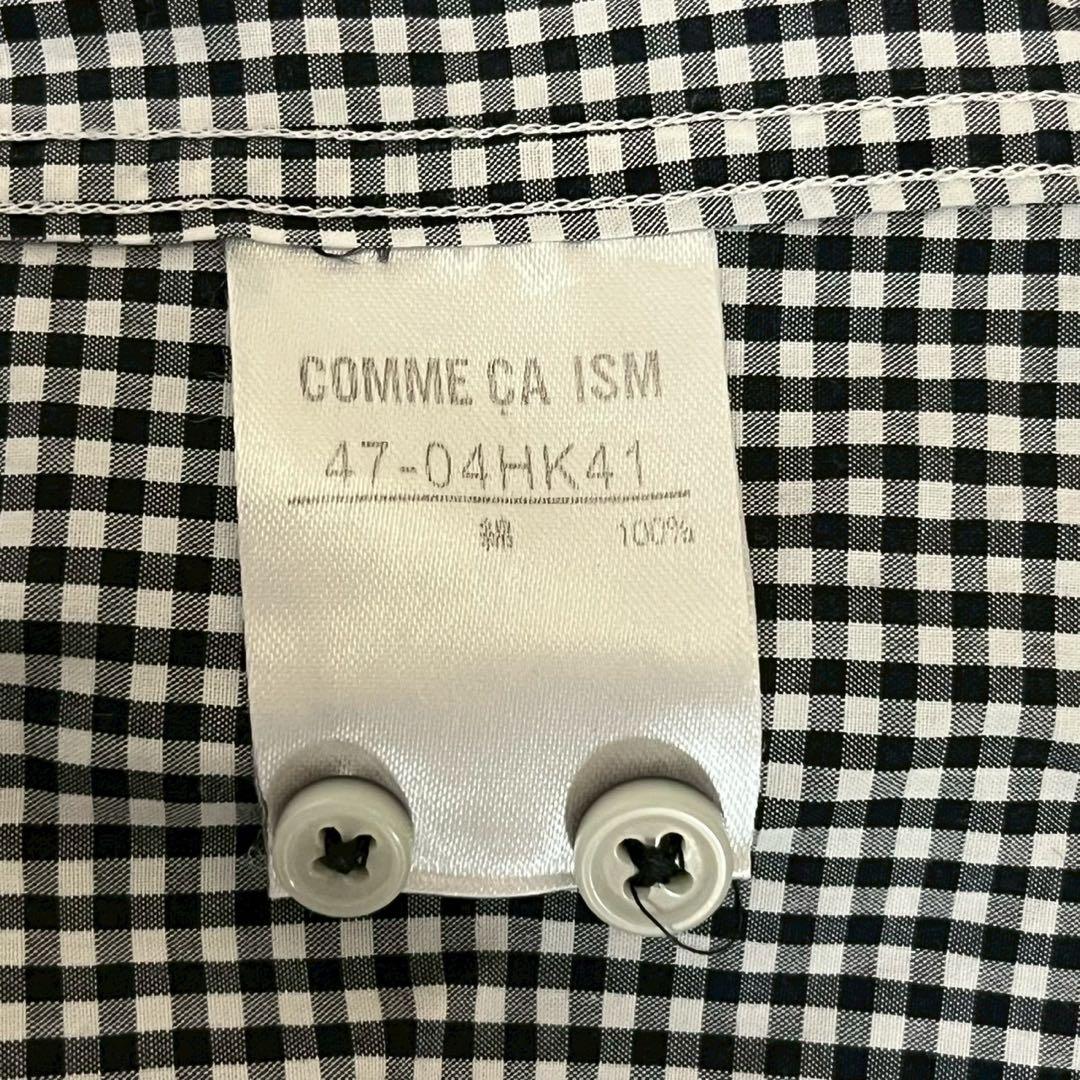 COMME ÇA ISM
47-04HK41
綿 100%